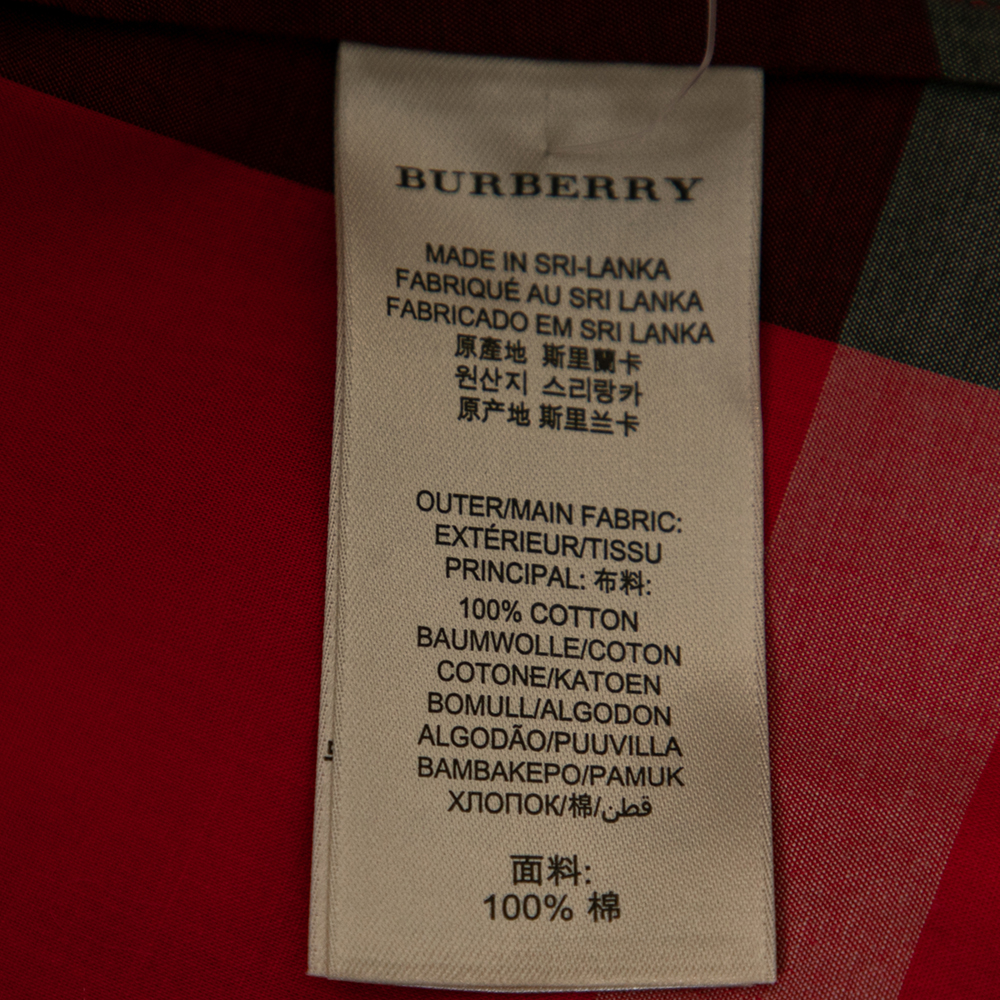 BURBERRY
MADE IN SRI-LANKA
FABRIQUÉ AU SRI LANKA
FABRICADO EM SRI LANKA
原產地 斯里蘭卡
원산지 스리랑카
原产地 斯里兰卡
OUTER/MAIN FABRIC:
EXTÉRIEUR/TISSU
PRINCIPAL: 布料:
100% COTTON
BAUMWOLLE/COTON
COTONE/KATOEN
BOMULL/ALGODON
ALGODÃO/PUUVILLA
BAMBAKEPO/PAMUK
ХЛОПОК/棉/قطن
面料:
100% 棉